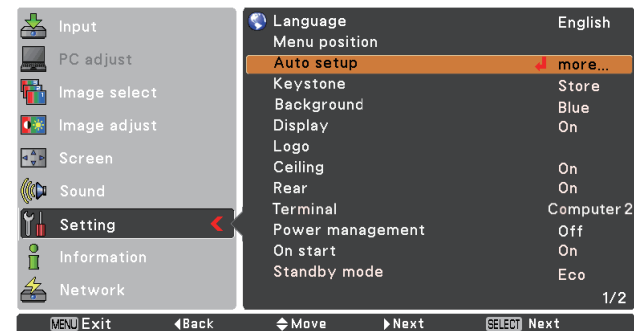 Input
PC adjust
Image select
Image adjust
Screen
Sound
Setting
Information
Network
Language English
Menu position
Auto setup more...
Keystone Store
Background Blue
Display On
Logo
Ceiling On
Rear On
Terminal Computer 2
Power management Off
On start On
Standby mode Eco
1/2
MENU Exit ◀Back ◆Move ▶Next SELECT Next